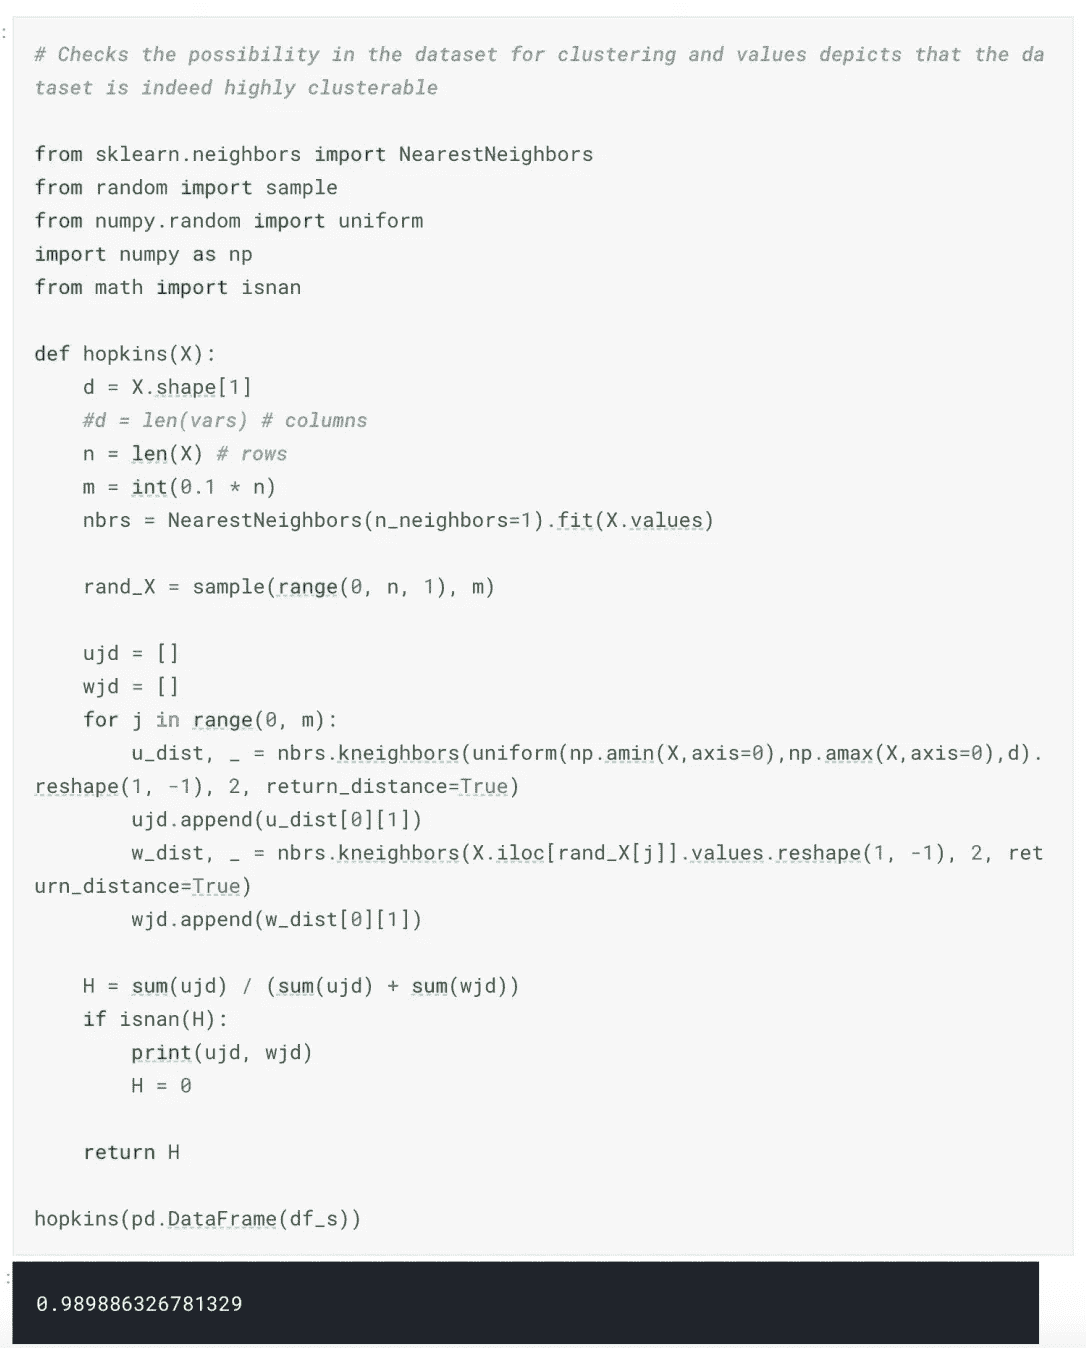 :
# Checks the possibility in the dataset for clustering and values depicts that the da
taset is indeed highly clusterable
from sklearn.neighbors import NearestNeighbors
from random import sample
from numpy.random import uniform
import numpy as np
from math import isnan
def hopkins(X):
    d = X.shape[1]
    #d = len(vars) # columns
    n = len(X) # rows
    m = int(0.1 * n)
    nbrs = NearestNeighbors(n_neighbors=1).fit(X.values)
    rand_X = sample(range(0, n, 1), m)
    ujd = []
    wjd = []
    for j in range(0, m):
        u_dist, _ = nbrs.kneighbors(uniform(np.amin(X,axis=0),np.amax(X,axis=0),d).
reshape(1, -1), 2, return_distance=True)
        ujd.append(u_dist[0][1])
        w_dist, _ = nbrs.kneighbors(X.iloc[rand_X[j]].values.reshape(1, -1), 2, ret
urn_distance=True)
        wjd.append(w_dist[0][1])
    H = sum(ujd) / (sum(ujd) + sum(wjd))
    if isnan(H):
        print(ujd, wjd)
        H = 0
    return H
hopkins(pd.DataFrame(df_s))
:
0.989886326781329